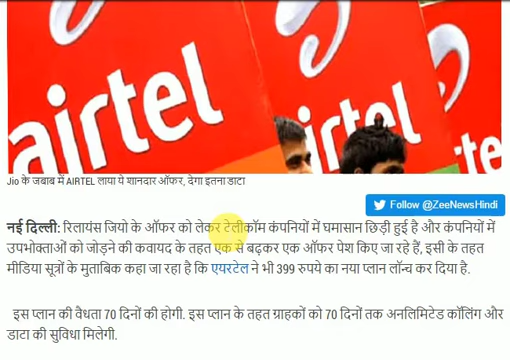 airtel
airtel
airtel
Jio के जवाब में AIRTEL लाया ये शानदार ऑफर, देगा इतना डाटा
Follow @ZeeNewsHindi
नई दिल्ली: रिलायंस जियो के ऑफर को लेकर टेलीकॉम कंपनियों में घमासान छिड़ी हुई है और कंपनियों में
उपभोक्ताओं को जोड़ने की कवायद के तहत एक से बढ़कर एक ऑफर पेश किए जा रहे हैं, इसी के तहत
मीडिया सूत्रों के मुताबिक कहा जा रहा है कि एयरटेल ने भी 399 रुपये का नया प्लान लॉन्च कर दिया है.
इस प्लान की वैधता 70 दिनों की होगी. इस प्लान के तहत ग्राहकों को 70 दिनों तक अनलिमिटेड कॉलिंग और
डाटा की सुविधा मिलेगी.